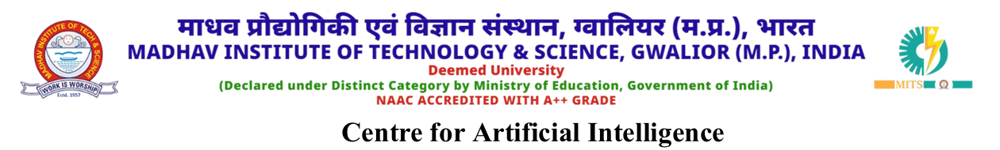 माधव प्रौद्योगिकी एवं विज्ञान संस्थान, ग्वालियर (म.प्र.), भारत
MADHAV INSTITUTE OF TECHNOLOGY & SCIENCE, GWALIOR (M.P.), INDIA
Deemed University
(Declared under Distinct Category by Ministry of Education, Government of India)
NAAC ACCREDITED WITH A++ GRADE
Centre for Artificial Intelligence
MADHAV INSTITUTE OF TECH & SCIENCE
WORK IS WORSHIP
Estd. 1957
MITS